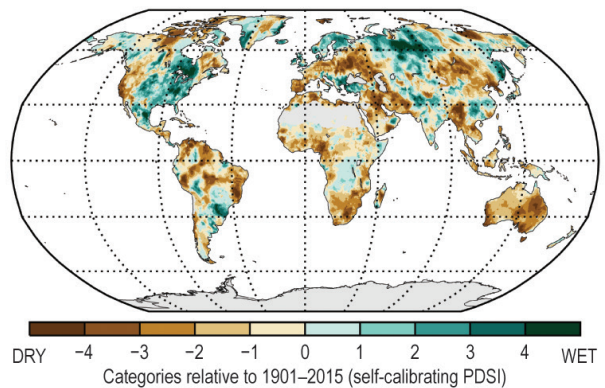 DRY −4 −3 −2 −1 0 1 2 3 4 WET
Categories relative to 1901–2015 (self-calibrating PDSI)